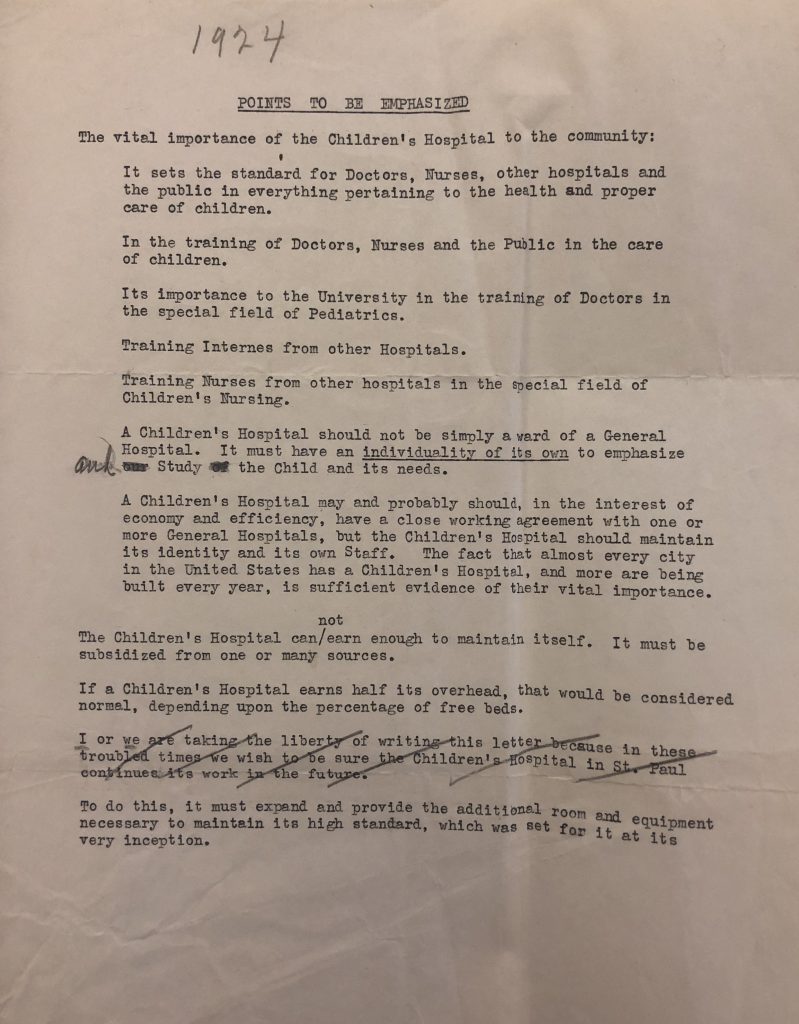 1924
POINTS TO BE EMPHASIZED
The vital importance of the Children's Hospital to the community:
It sets the standard for Doctors, Nurses, other hospitals and
the public in everything pertaining to the health and proper
care of children.
In the training of Doctors, Nurses and the Public in the care
of children.
Its importance to the University in the training of Doctors in
the special field of Pediatrics.
Training Internes from other Hospitals.
Training Nurses from other hospitals in the special field of
Children's Nursing.
A Children's Hospital should not be simply a ward of a General
Hospital. It must have an individuality of its own to emphasize
and Study the Child and its needs.
A Children's Hospital may and probably should, in the interest of
economy and efficiency, have a close working agreement with one or
more General Hospitals, but the Children's Hospital should maintain
its identity and its own Staff. The fact that almost every city
in the United States has a Children's Hospital, and more are being
built every year, is sufficient evidence of their vital importance.
not
The Children's Hospital can/earn enough to maintain itself. It must be
subsidized from one or many sources.
If a Children's Hospital earns half its overhead, that would be considered
normal, depending upon the percentage of free beds.
I or we are taking the liberty of writing this letter because in these
troubled times we wish to be sure the Children's Hospital in St. Paul
continues its work in the future.
To do this, it must expand and provide the additional room and equipment
necessary to maintain its high standard, which was set for it at its
very inception.